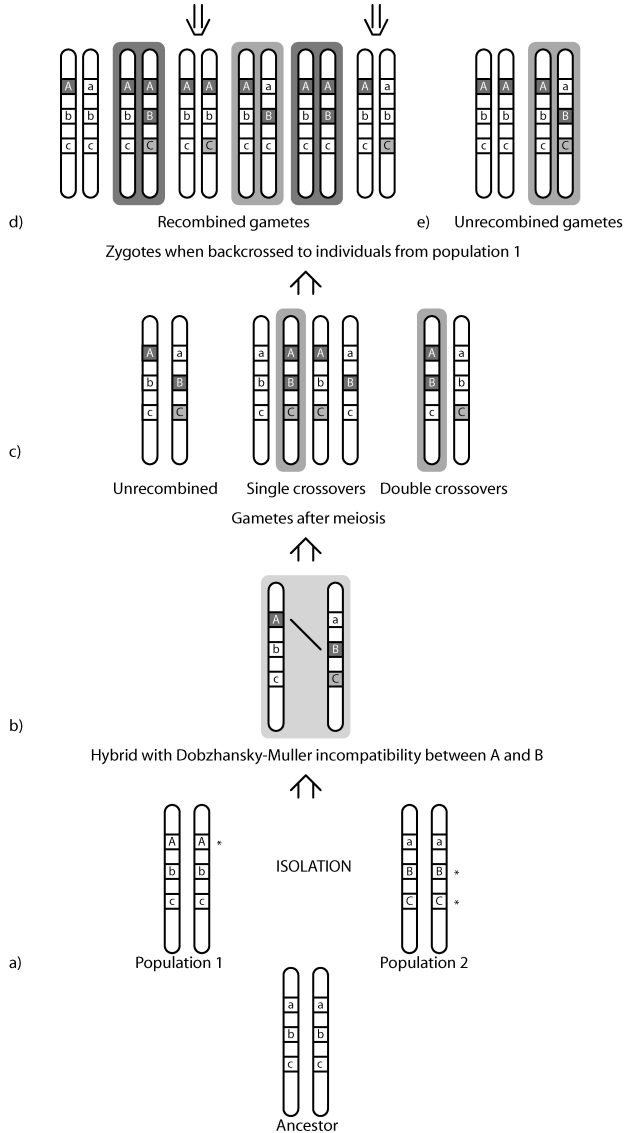 A a A A A A A a A A A a A A A a
b b b B b b b B b B b b b b b B
c c c C c C c c c c c C c c c C
d) Recombined gametes e) Unrecombined gametes
Zygotes when backcrossed to individuals from population 1
A a a A A a A a
b B b B b B B b
c C c C C c c C
c)
Unrecombined Single crossovers Double crossovers
Gametes after meiosis
A a
b B
c C
b)
Hybrid with Dobzhansky-Muller incompatibility between A and B
A A * a a
ISOLATION
b b B B *
c c C C *
a) Population 1 Population 2
a a
b b
c c
Ancestor